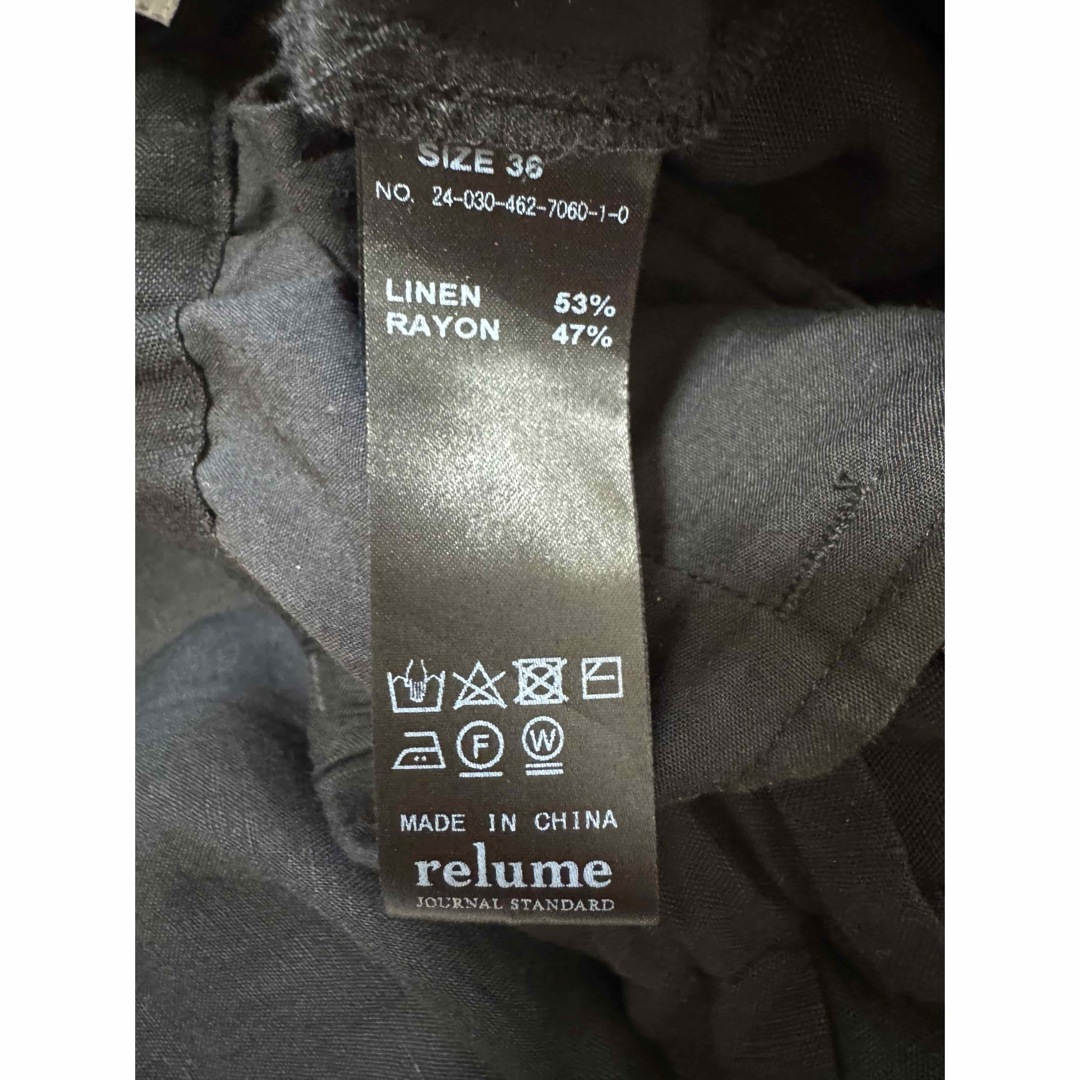 SIZE 36
NO. 24-030-462-7060-1-0
LINEN 53%
RAYON 47%
F W
MADE IN CHINA
relume
JOURNAL STANDARD